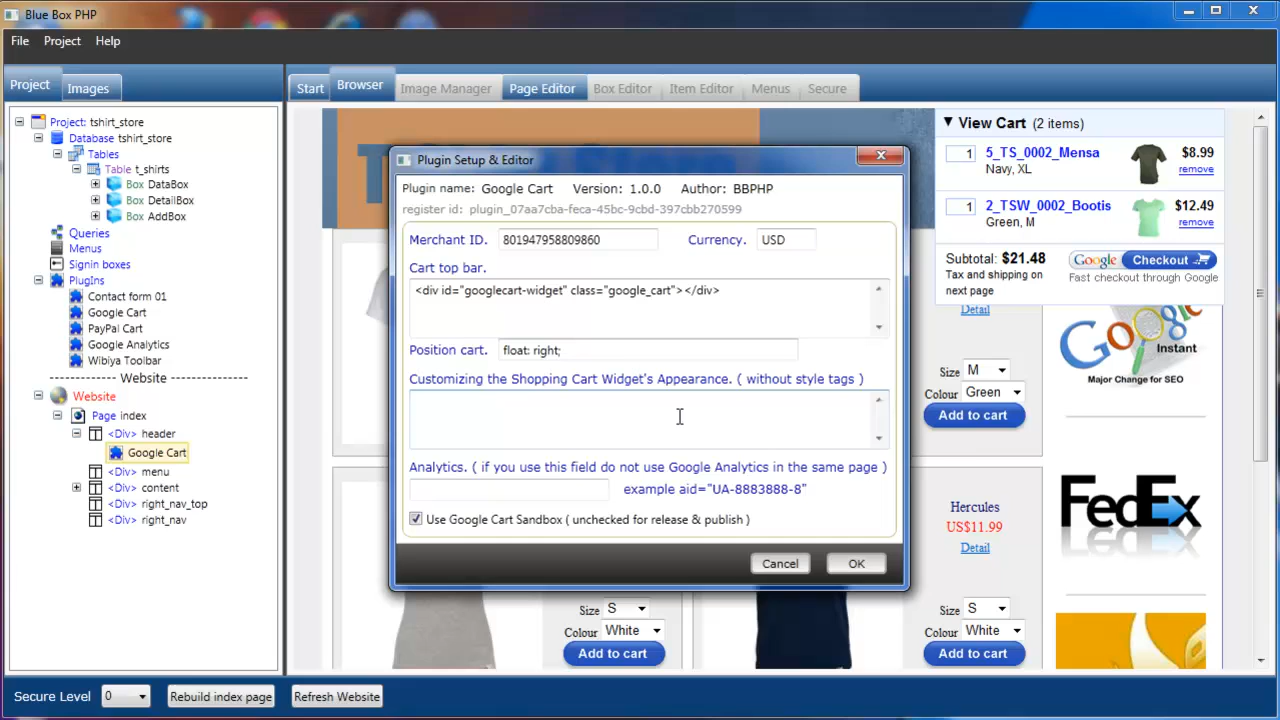 Blue Box PHP
File Project Help
Project Images
Start Browser Image Manager Page Editor Box Editor Item Editor Menus Secure
Project: tshirt_store
Database tshirt_store
Tables
Table t_shirts
Box DataBox
Box DetailBox
Box AddBox
Queries
Menus
Signin boxes
PlugIns
Contact form 01
Google Cart
PayPal Cart
Google Analytics
Wibiya Toolbar
---------- Website ----------
Website
Page index
<Div> header
Google Cart
<Div> menu
<Div> content
<Div> right_nav_top
<Div> right_nav
Plugin Setup & Editor
Plugin name: Google Cart Version: 1.0.0 Author: BBPHP
register id: plugin_07aa7cba-feca-45bc-9cbd-397cbb270599
Merchant ID. 801947958809860 Currency. USD
Cart top bar.
<div id="googlecart-widget" class="google_cart"></div>
Position cart. float: right;
Customizing the Shopping Cart Widget's Appearance. ( without style tags )
Analytics. ( if you use this field do not use Google Analytics in the same page )
example aid="UA-8883888-8"
Use Google Cart Sandbox ( unchecked for release & publish )
Cancel OK
View Cart (2 items)
1 5_TS_0002_Mensa $8.99
Navy, XL remove
1 2_TSW_0002_Bootis $12.49
Green, M remove
Subtotal: $21.48
Tax and shipping on
next page
Google Checkout
Fast checkout through Google
Detail
Size M
Colour Green
Add to cart
Google Instant
Major Change for SEO
Hercules
US$11.99
Detail
FedEx
Size S
Colour White
Add to cart
Size S
Colour White
Add to cart
Secure Level 0 Rebuild index page Refresh Website